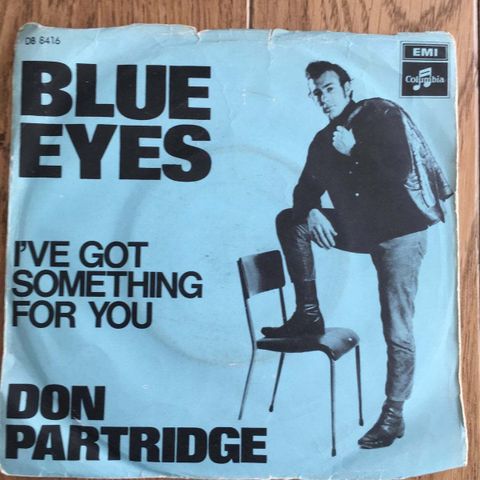 DB 8416
EMI
Columbia
BLUE
EYES
I'VE GOT
SOMETHING
FOR YOU
DON
PARTRIDGE